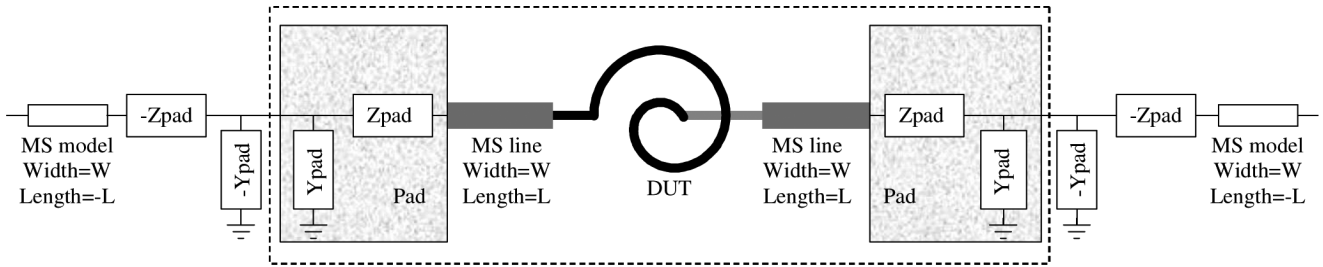 MS model
Width=W
Length=-L
-Zpad
-Ypad
Ypad
Zpad
Pad
MS line
Width=W
Length=L
DUT
MS line
Width=W
Length=L
Zpad
Pad
Ypad
-Ypad
-Zpad
MS model
Width=W
Length=-L